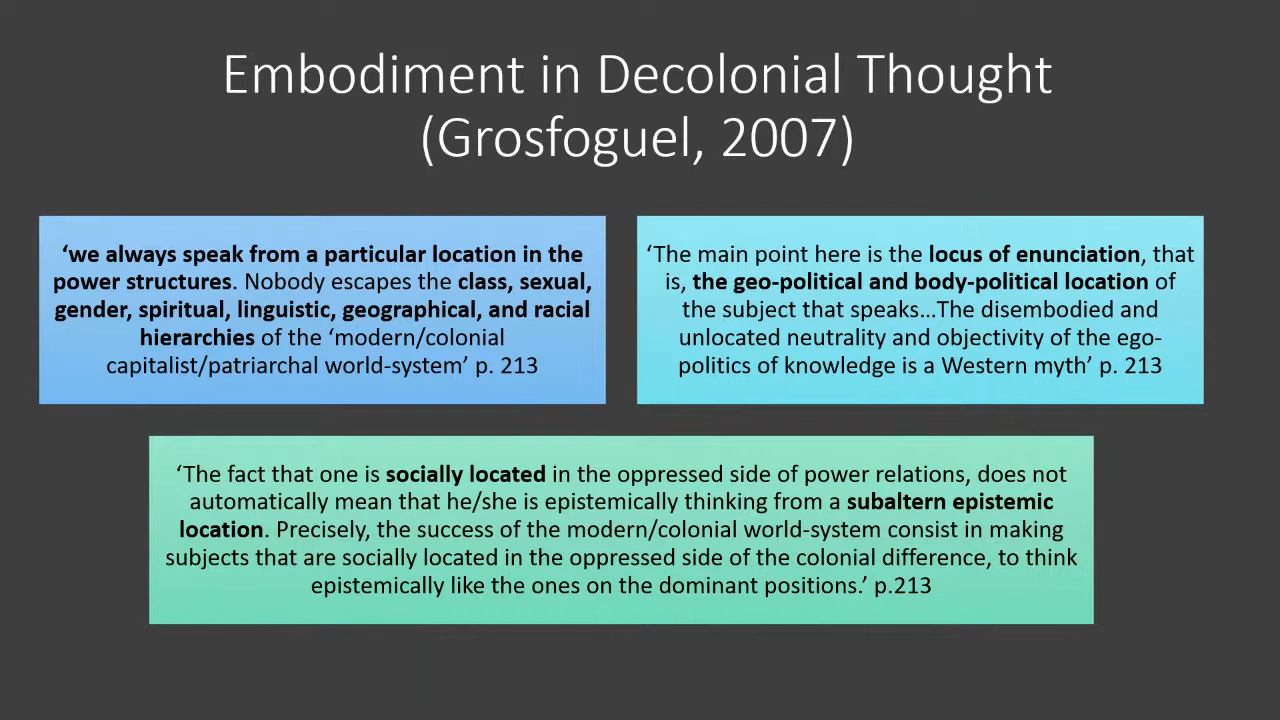 Embodiment in Decolonial Thought
(Grosfoguel, 2007)
‘we always speak from a particular location in the
power structures. Nobody escapes the class, sexual,
gender, spiritual, linguistic, geographical, and racial
hierarchies of the ‘modern/colonial
capitalist/patriarchal world-system’ p. 213
‘The main point here is the locus of enunciation, that
is, the geo-political and body-political location of
the subject that speaks…The disembodied and
unlocated neutrality and objectivity of the ego-
politics of knowledge is a Western myth’ p. 213
‘The fact that one is socially located in the oppressed side of power relations, does not
automatically mean that he/she is epistemically thinking from a subaltern epistemic
location. Precisely, the success of the modern/colonial world-system consist in making
subjects that are socially located in the oppressed side of the colonial difference, to think
epistemically like the ones on the dominant positions.’ p.213